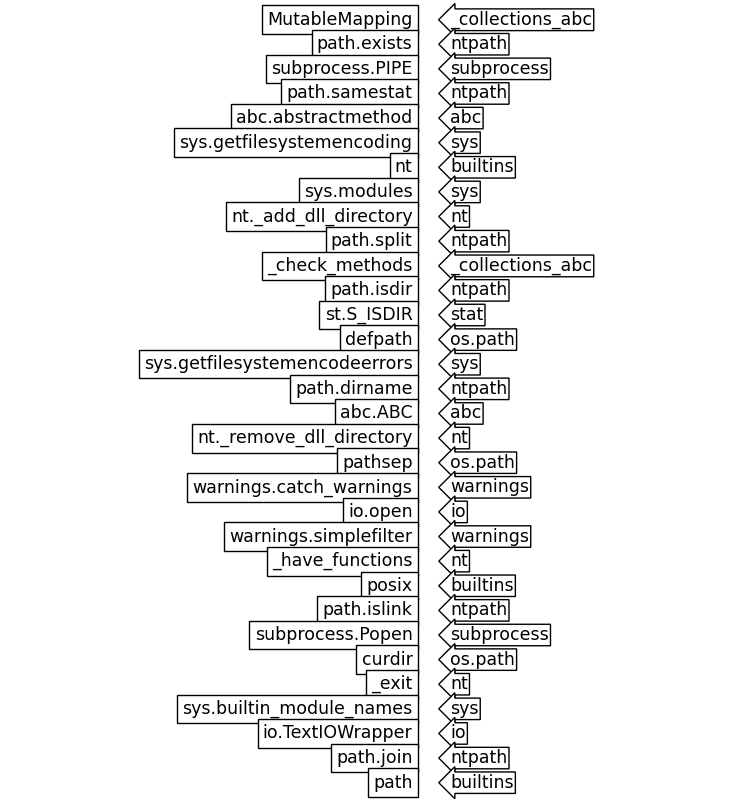 MutableMapping _collections_abc
path.exists ntpath
subprocess.PIPE subprocess
path.samestat ntpath
abc.abstractmethod abc
sys.getfilesystemencoding sys
nt builtins
sys.modules sys
nt._add_dll_directory nt
path.split ntpath
_check_methods _collections_abc
path.isdir ntpath
st.S_ISDIR stat
defpath os.path
sys.getfilesystemencodeerrors sys
path.dirname ntpath
abc.ABC abc
nt._remove_dll_directory nt
pathsep os.path
warnings.catch_warnings warnings
io.open io
warnings.simplefilter warnings
_have_functions nt
posix builtins
path.islink ntpath
subprocess.Popen subprocess
curdir os.path
_exit nt
sys.builtin_module_names sys
io.TextIOWrapper io
path.join ntpath
path builtins